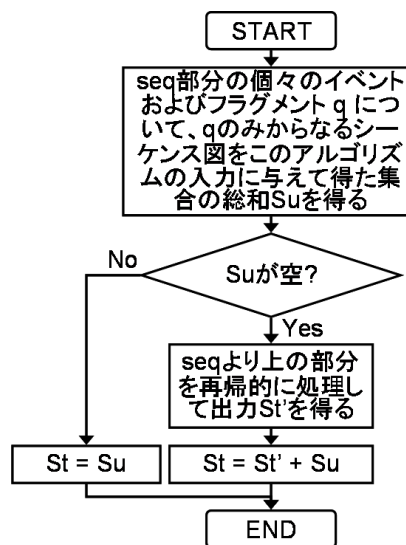 START
seq部分の個々のイベント
およびフラグメント q につ
いて、qのみからなるシー
ケンス図をこのアルゴリズ
ムの入力に与えて得た集
合の総和Suを得る
No
Suが空?
Yes
seqより上の部分
を再帰的に処理し
て出力St'を得る
St = Su
St = St' + Su
END